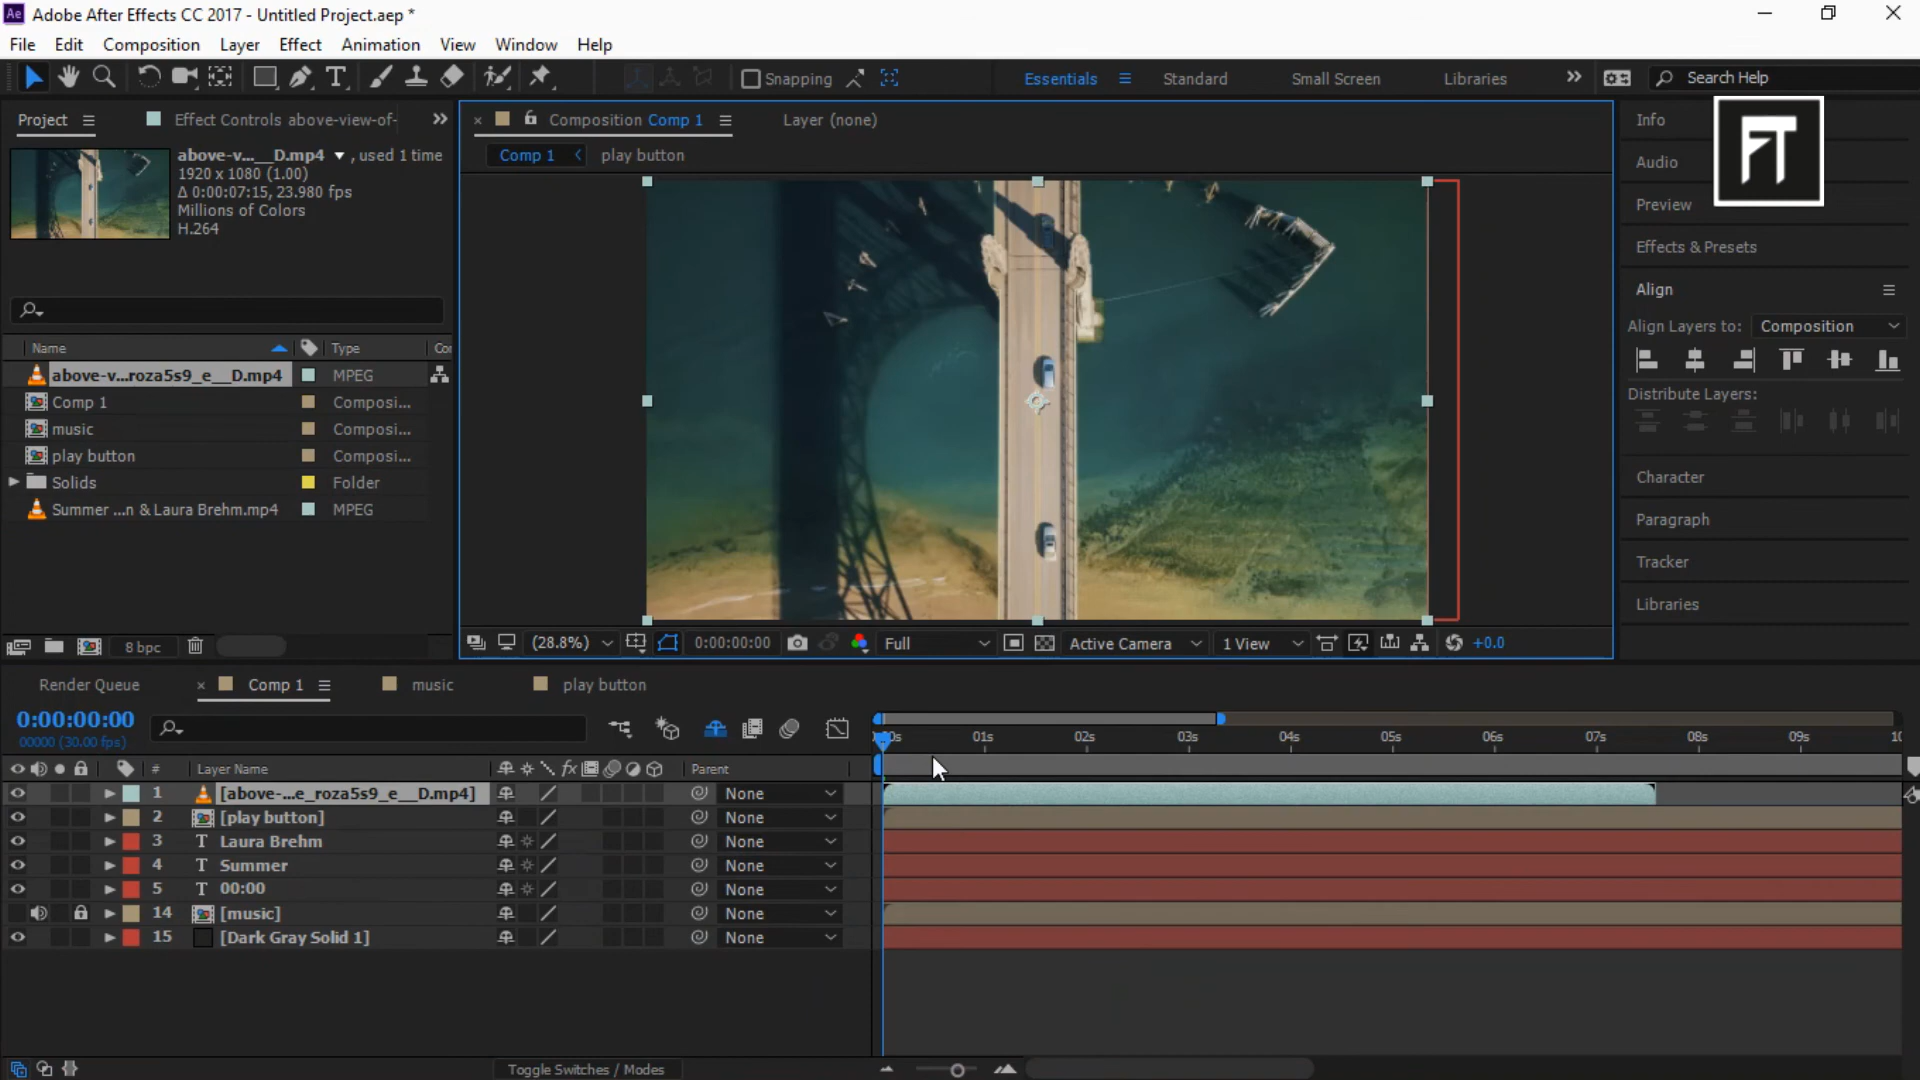 Ae Adobe After Effects CC 2017 - Untitled Project.aep *
File Edit Composition Layer Effect Animation View Window Help
Snapping Essentials Standard Small Screen Libraries Search Help
Project Effect Controls above-view-of-
Composition Comp 1 Layer (none)
Comp 1 play button
above-v...__D.mp4 , used 1 time
1920 x 1080 (1.00)
Δ 0:00:07:15, 23.980 fps
Millions of Colors
H.264
Name Type
above-v...roza5s9_e__D.mp4 MPEG
Comp 1 Composi...
music Composi...
play button Composi...
Solids Folder
Summer ...n & Laura Brehm.mp4 MPEG
8 bpc
(28.8%) 0:00:00:00 Full Active Camera 1 View +0.0
Info
Audio
Preview
Effects & Presets
Align
Align Layers to: Composition
Distribute Layers:
Character
Paragraph
Tracker
Libraries
FT
Render Queue Comp 1 music play button
0:00:00:00
00000 (30.00 fps)
01s 02s 03s 04s 05s 06s 07s 08s 09s
# Layer Name fx Parent
1 [above-...e_roza5s9_e__D.mp4] None
2 [play button] None
3 T Laura Brehm None
4 T Summer None
5 T 00:00 None
14 [music] None
15 [Dark Gray Solid 1] None
Toggle Switches / Modes